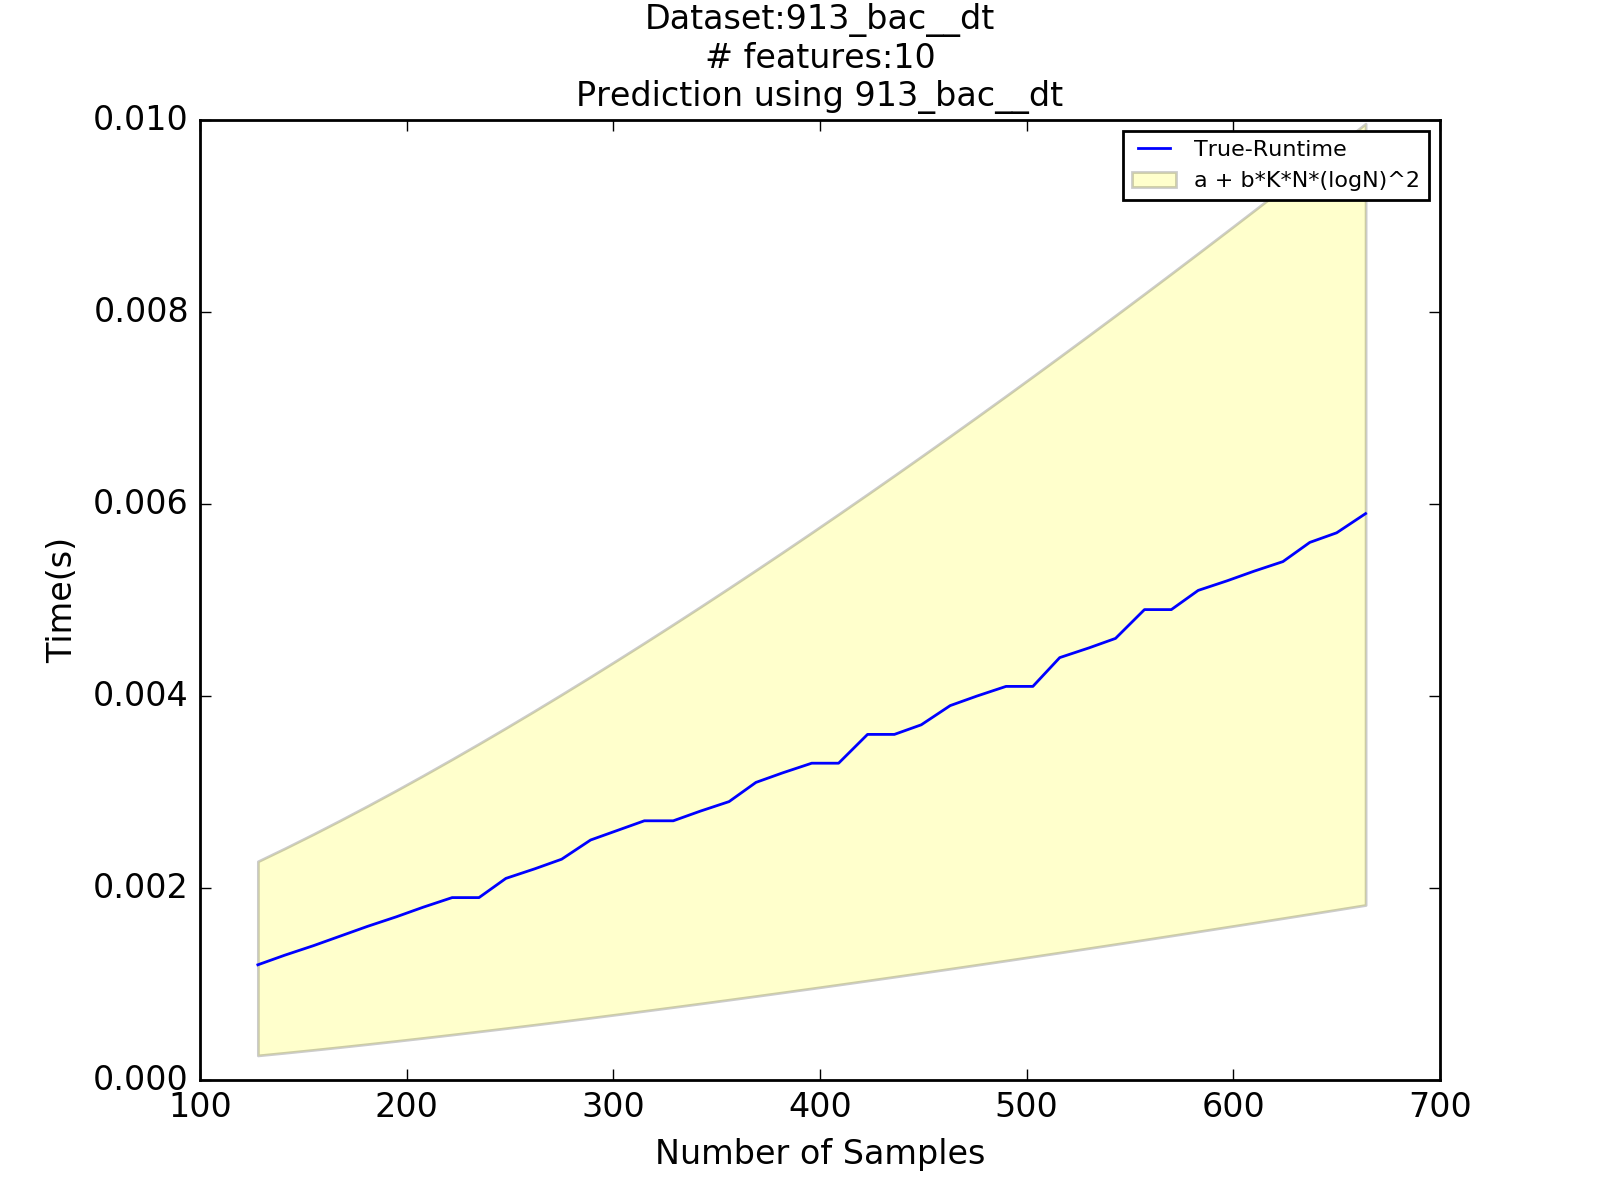 Dataset:913_bac__dt
# features:10
Prediction using 913_bac__dt
True-Runtime
a + b*K*N*(logN)^2
0.010
0.008
0.006
0.004
0.002
0.000
Time(s)
100 200 300 400 500 600 700
Number of Samples